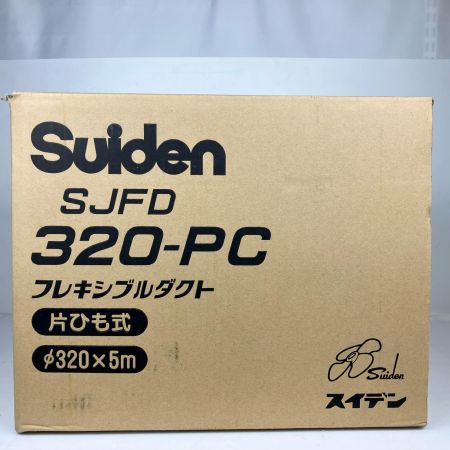 Suiden
SJFD
320-PC
フレキシブルダクト
片ひも式
φ320×5m
Suiden
スイデン